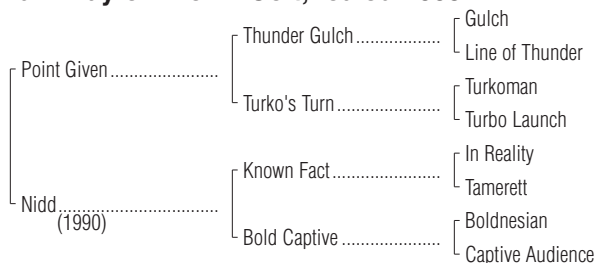 Gulch
Thunder Gulch
Line of Thunder
Point Given
Turkoman
Turko's Turn
Turbo Launch
In Reality
Known Fact
Tamerett
Nidd
(1990)
Boldnesian
Bold Captive
Captive Audience